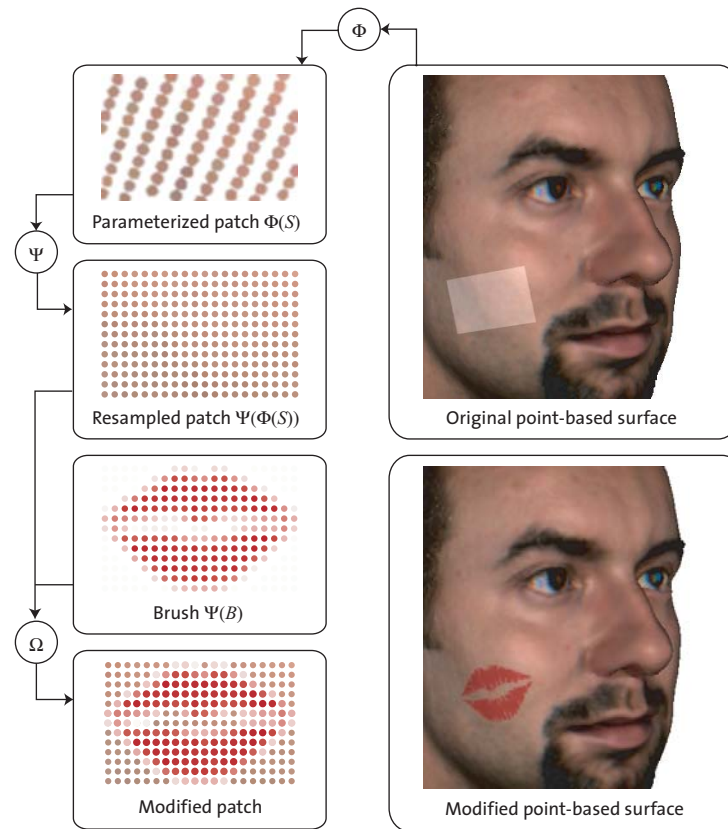 Φ
Parameterized patch Φ(S)
Ψ
Resampled patch Ψ(Φ(S))
Original point-based surface
Brush Ψ(B)
Ω
Modified patch
Modified point-based surface